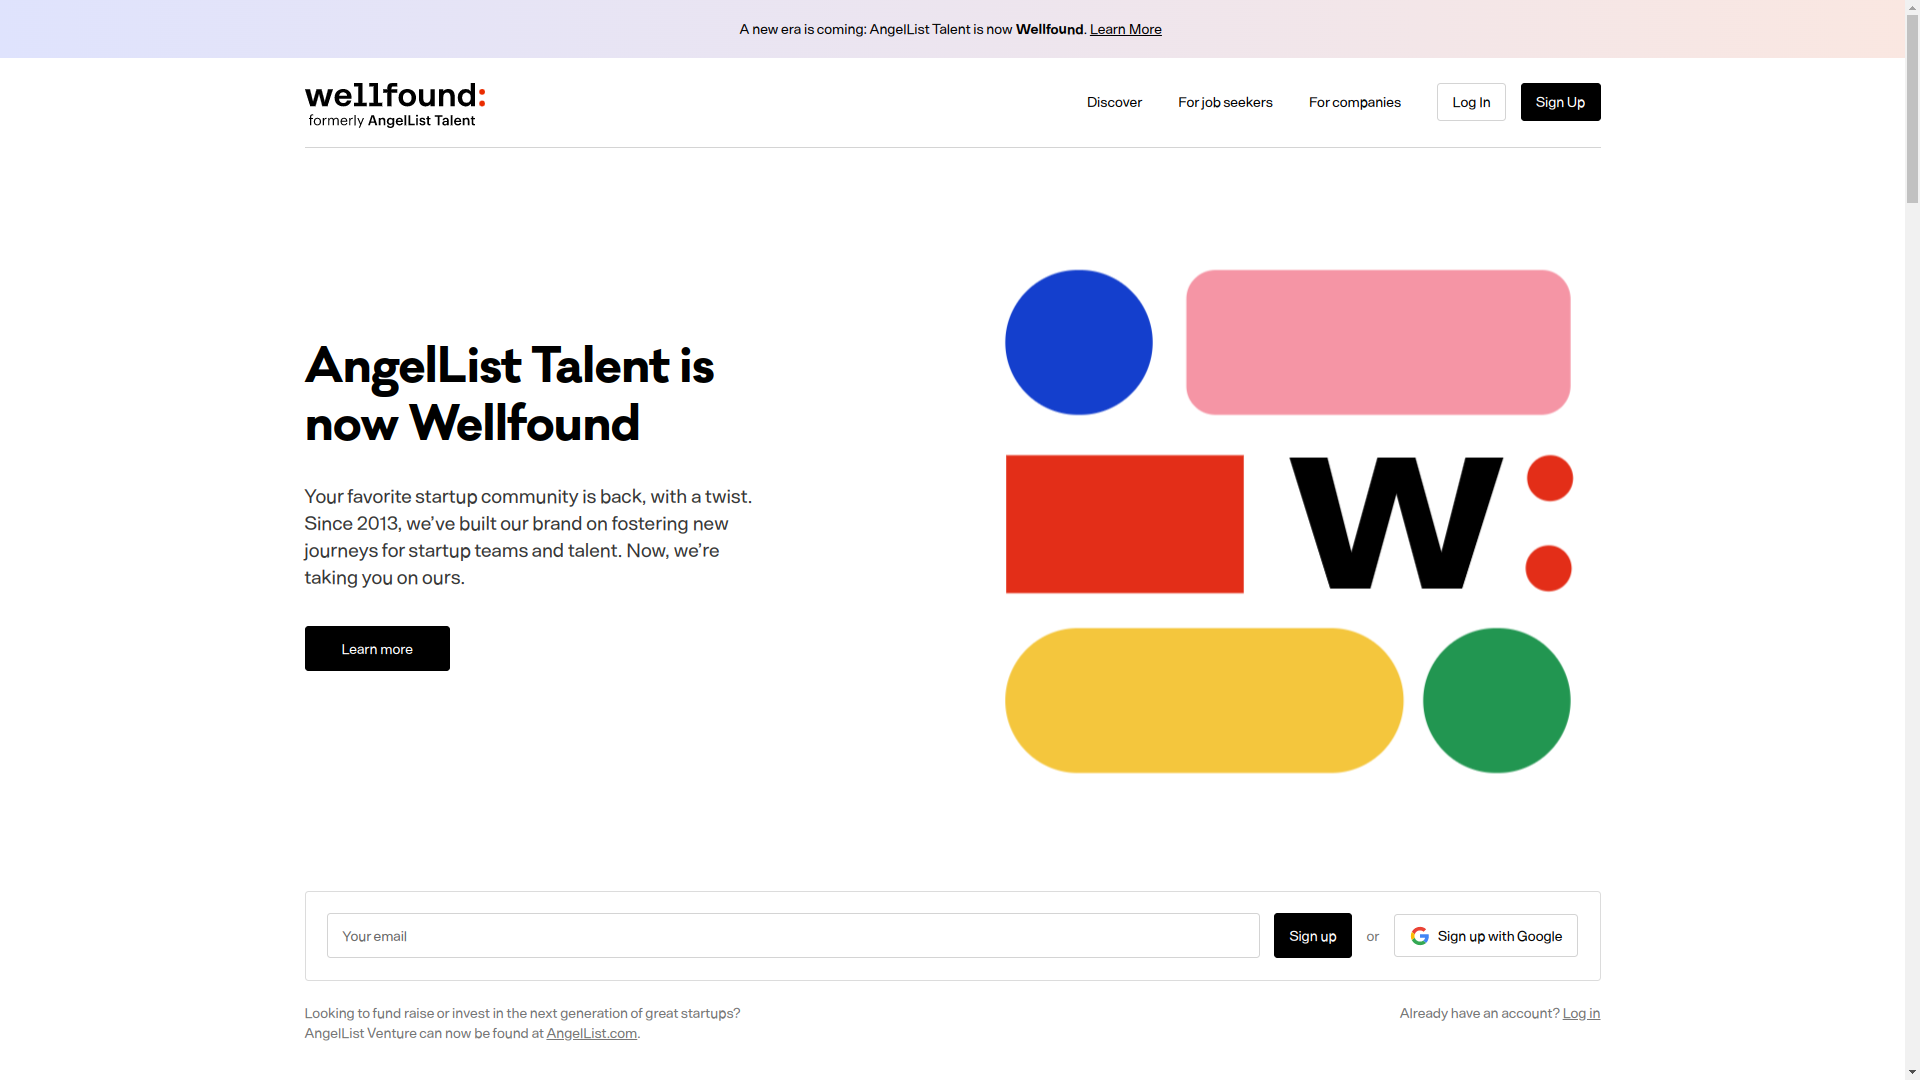 A new era is coming: AngelList Talent is now Wellfound. Learn More
wellfound:
formerly AngelList Talent
Discover
For job seekers
For companies
Log In
Sign Up
AngelList Talent is
now Wellfound
Your favorite startup community is back, with a twist.
Since 2013, we've built our brand on fostering new
journeys for startup teams and talent. Now, we're
taking you on ours.
Learn more
W:
Your email
Sign up
or
Sign up with Google
Looking to fund raise or invest in the next generation of great startups?
AngelList Venture can now be found at AngelList.com.
Already have an account? Log in